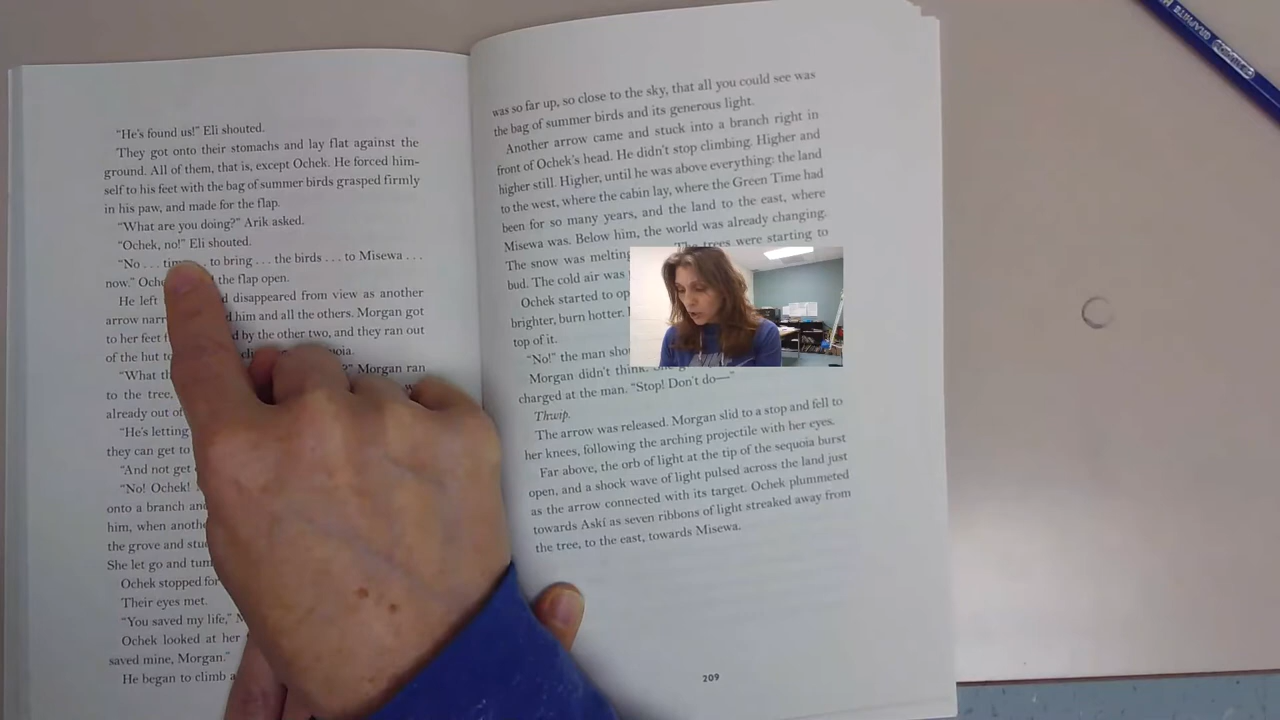 “He’s found us!” Eli shouted.
They got onto their stomachs and lay flat against the
ground. All of them, that is, except Ochek. He forced him-
self to his feet with the bag of summer birds grasped firmly
in his paw, and made for the flap.
“What are you doing?” Arik asked.
“Ochek, no!” Eli shouted.
“No . . . to bring . . . the birds . . . to Misewa . . .
now.” the flap open.
He left disappeared from view as another
arrow him and all the others. Morgan got
to her feet by the other two, and they ran out
of the hut
“What Morgan ran
to the tree,
already out of
“He’s letting
they can get to
“And not get
“No! Ochek!
onto a branch and
him, when
the grove and
She let go and
Ochek stopped for
Their eyes met.
“You saved my life,”
Ochek looked at her
saved mine, Morgan.”
He began to climb
was so far up, so close to the sky, that all you could see was
the bag of summer birds and its generous light.
Another arrow came and stuck into a branch right in
front of Ochek’s head. He didn’t stop climbing. Higher and
higher still. Higher, until he was above everything: the land
to the west, where the cabin lay, where the Green Time had
been for so many years, and the land to the east, where
Misewa was. Below him, the world was already changing.
The snow was The trees were starting to
bud. The cold air was
Ochek started to
brighter, burn hotter.
top of it.
“No!” the man
Morgan didn’t think.
charged at the man. “Stop! Don’t do—”
Thwip.
The arrow was released. Morgan slid to a stop and fell to
her knees, following the arching projectile with her eyes.
Far above, the orb of light at the tip of the sequoia burst
open, and a shock wave of light pulsed across the land just
as the arrow connected with its target. Ochek plummeted
towards Askí as seven ribbons of light streaked away from
the tree, to the east, towards Misewa.
209